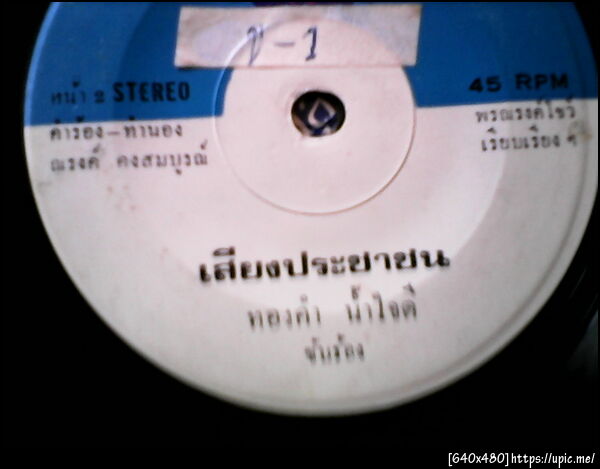 ข-1
หน้า 2 STEREO
45 RPM
คำร้อง-ทำนอง
ณรงค์ คงสมบูรณ์
พรณรงค์โชว์
เรียบเรียง ฯ
เสียงประชาชน
ทองคำ น้ำใจดี
ขับร้อง
[640x480]https://upic.me/